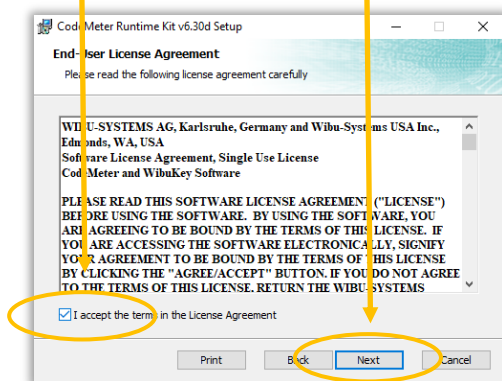 CodeMeter Runtime Kit v6.30d Setup
End-User License Agreement
Please read the following license agreement carefully
WIBU-SYSTEMS AG, Karlsruhe, Germany and Wibu-Systems USA Inc.,
Edmonds, WA, USA
Software License Agreement, Single Use License
CodeMeter and WibuKey Software
PLEASE READ THIS SOFTWARE LICENSE AGREEMENT ("LICENSE")
BEFORE USING THE SOFTWARE. BY USING THE SOFTWARE, YOU
ARE AGREEING TO BE BOUND BY THE TERMS OF THIS LICENSE. IF
YOU ARE ACCESSING THE SOFTWARE ELECTRONICALLY, SIGNIFY
YOUR AGREEMENT TO BE BOUND BY THE TERMS OF THIS LICENSE
BY CLICKING THE "AGREE/ACCEPT" BUTTON. IF YOU DO NOT AGREE
TO THE TERMS OF THIS LICENSE, RETURN THE WIBU-SYSTEMS
I accept the terms in the License Agreement
Print Back Next Cancel